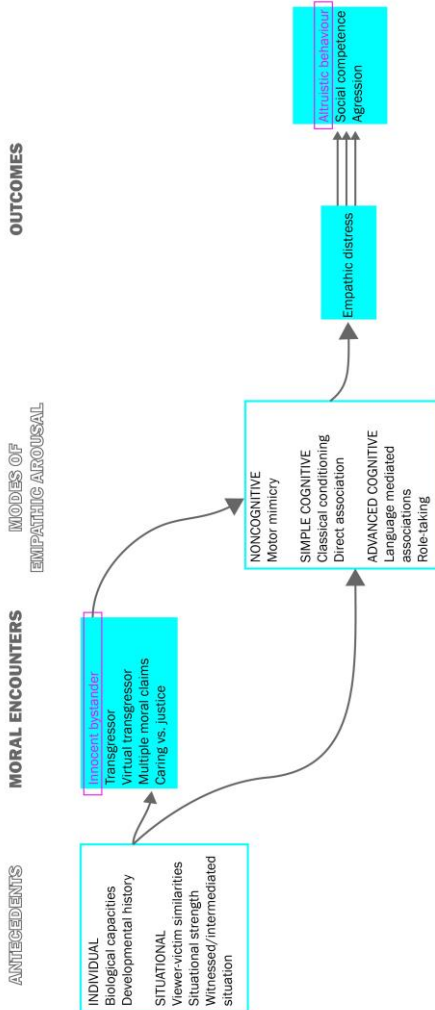 ANTECEDENTS
MORAL ENCOUNTERS
MODES OF
EMPATHIC AROUSAL
OUTCOMES
INDIVIDUAL
Biological capacities
Developmental history
SITUATIONAL
Viewer-victim similarities
Situational strength
Witnessed/intermediated
situation
Innocent bystander
Transgressor
Virtual transgressor
Multiple moral claims
Caring vs. justice
NONCOGNITIVE
Motor mimicry
SIMPLE COGNITIVE
Classical conditioning
Direct association
ADVANCED COGNITIVE
Language mediated
associations
Role-taking
Empathic distress
Altruistic behaviour
Social competence
Agression